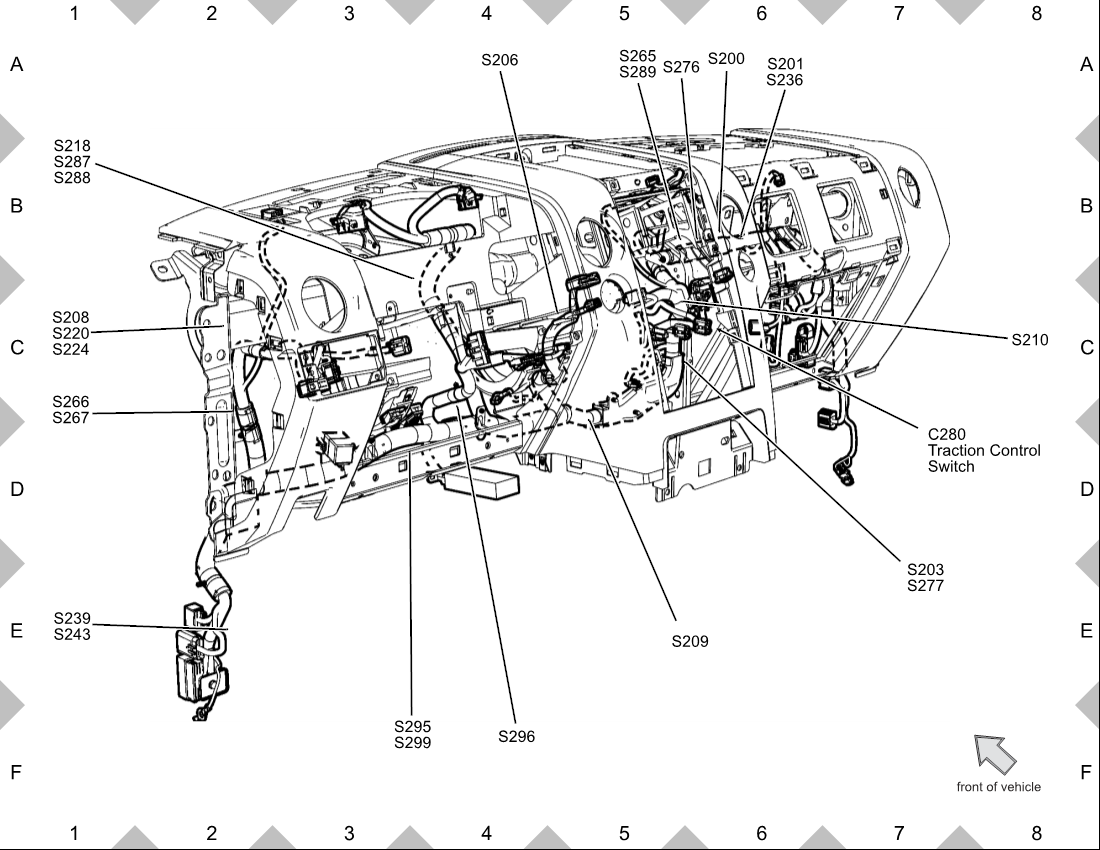 1 2 3 4 5 6 7 8
A A
S206
S265
S289
S276
S200
S201
S236
S218
S287
S288
B B
S208
S220
S224
C C
S210
S266
S267
C280
Traction Control
Switch
D D
S203
S277
S239
S243
E E
S209
S295
S299
S296
F F
front of vehicle
1 2 3 4 5 6 7 8